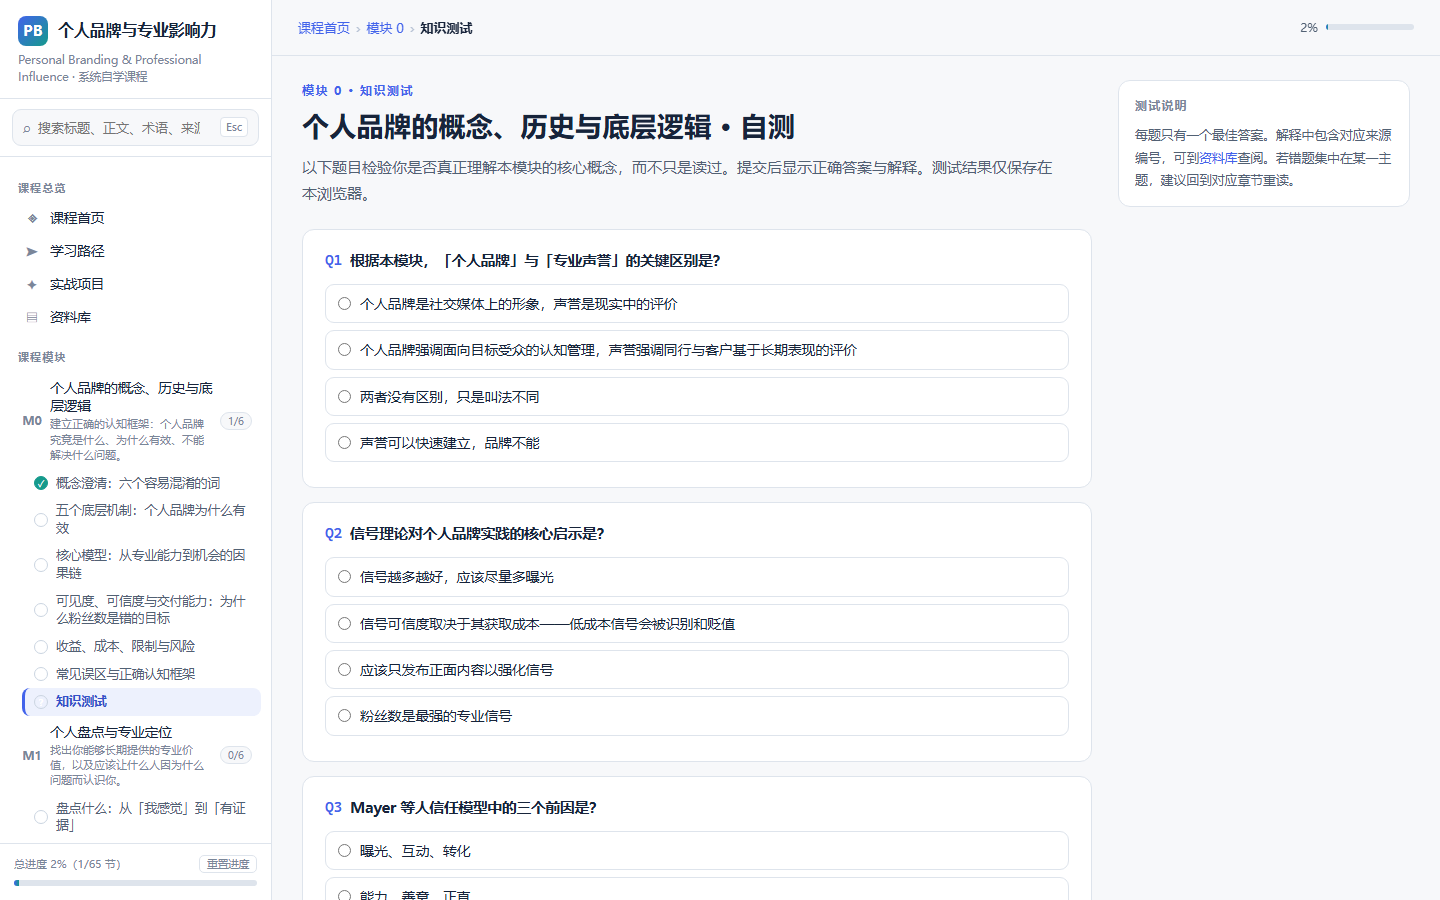 PB 个人品牌与专业影响力
Personal Branding & Professional
Influence · 系统自学课程
搜索标题、正文、术语、来 Esc
课程总览
课程首页
学习路径
实战项目
资料库
课程模块
个人品牌的概念、历史与底
层逻辑
M0
建立正确的认知框架：个人品牌
究竟是什么、为什么有效、不能
解决什么问题。
1/6
概念澄清：六个容易混淆的词
五个底层机制：个人品牌为什么有
效
核心模型：从专业能力到机会的因
果链
可见度、可信度与交付能力：为什
么粉丝数是错的目标
收益、成本、限制与风险
常见误区与正确认知框架
知识测试
个人盘点与专业定位
M1
找出你能够长期提供的专业价
值，以及应该让什么人因为什么
问题而认识你。
0/6
盘点什么：从「我感觉」到「有证
据」
总进度 2%（1/65 节） 重置进度
课程首页 › 模块 0 › 知识测试
2%
模块 0 • 知识测试
个人品牌的概念、历史与底层逻辑 • 自测
以下题目检验你是否真正理解本模块的核心概念，而不只是读过。提交后显示正确答案与解释。测试结果仅保存在
本浏览器。
Q1 根据本模块，「个人品牌」与「专业声誉」的关键区别是？
个人品牌是社交媒体上的形象，声誉是现实中的评价
个人品牌强调面向目标受众的认知管理，声誉强调同行与客户基于长期表现的评价
两者没有区别，只是叫法不同
声誉可以快速建立，品牌不能
Q2 信号理论对个人品牌实践的核心启示是？
信号越多越好，应该尽量多曝光
信号可信度取决于其获取成本——低成本信号会被识别和贬值
应该只发布正面内容以强化信号
粉丝数是最强的专业信号
Q3 Mayer 等人信任模型中的三个前因是？
曝光、互动、转化
能力、善意、正直
测试说明
每题只有一个最佳答案。解释中包含对应来源
编号，可到资料库查阅。若错题集中在某一主
题，建议回到对应章节重读。